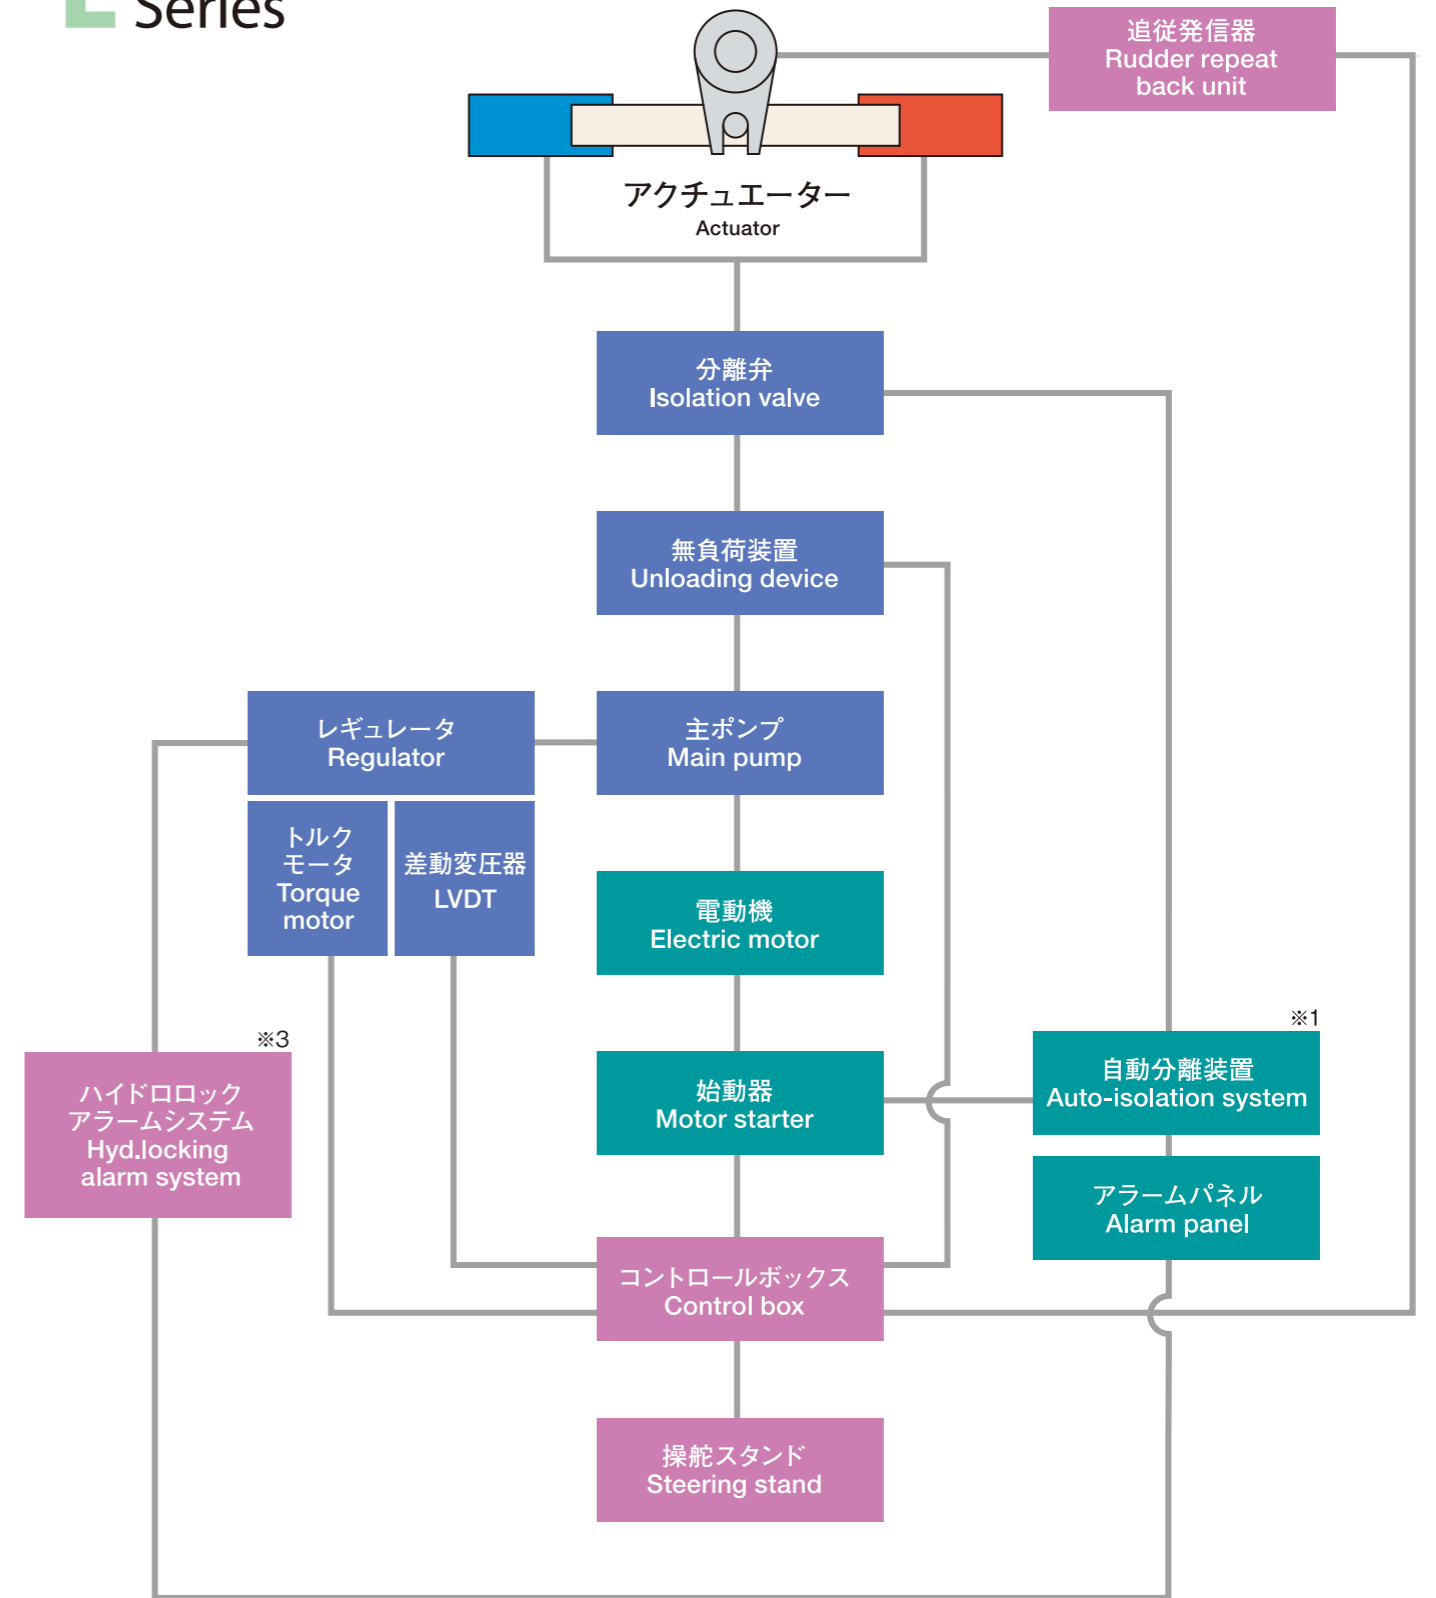 Series
追従発信器
Rudder repeat
back unit
アクチュエーター
Actuator
分離弁
Isolation valve
無負荷装置
Unloading device
レギュレータ
Regulator
主ポンプ
Main pump
トルク
モータ
Torque
motor
差動変圧器
LVDT
電動機
Electric motor
※3
ハイドロロック
アラームシステム
Hyd.locking
alarm system
始動器
Motor starter
※1
自動分離装置
Auto-isolation system
アラームパネル
Alarm panel
コントロールボックス
Control box
操舵スタンド
Steering stand